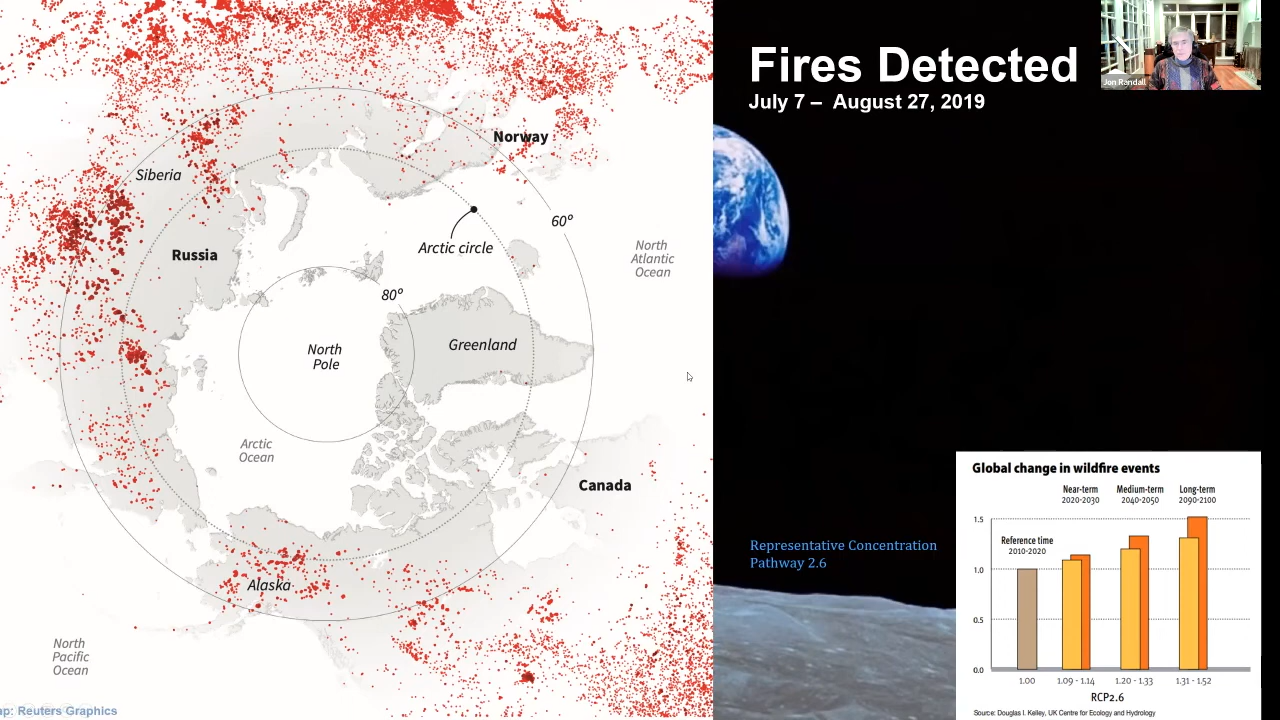 Fires Detected
July 7 – August 27, 2019
Jon Randall
Norway
Siberia
60º
Arctic circle
Russia
North
Atlantic
Ocean
80º
North
Pole
Greenland
Arctic
Ocean
Canada
Alaska
North
Pacific
Ocean
ap: Reuters Graphics
Representative Concentration
Pathway 2.6
Global change in wildfire events
Near-term
2020-2030
Medium-term
2040-2050
Long-term
2090-2100
1.5
Reference time
2010-2020
1.0
0.5
0.0
1.00
1.09 - 1.14
1.20 - 1.33
1.31 - 1.52
RCP2.6
Source: Douglas I. Kelley, UK Centre for Ecology and Hydrology